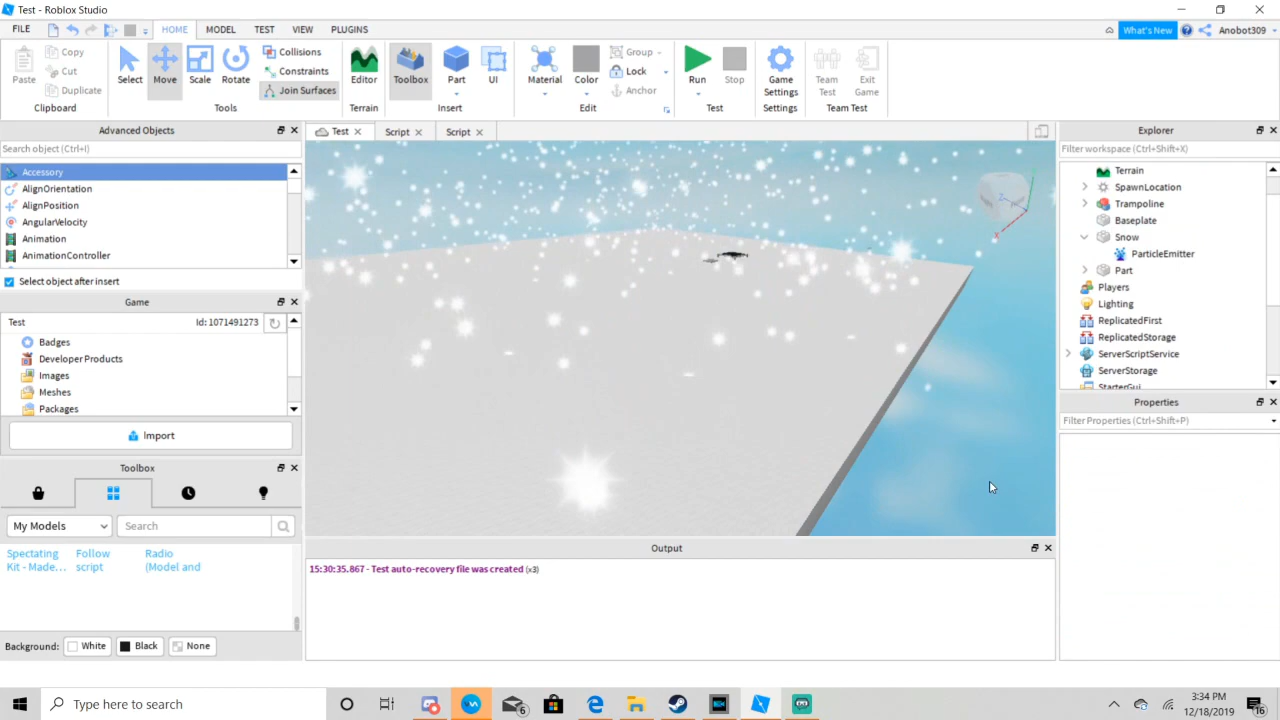 Test - Roblox Studio
FILE HOME MODEL TEST VIEW PLUGINS What's New Anobot309
Paste Copy Cut Duplicate Clipboard
Select Move Scale Rotate Collisions Constraints Join Surfaces Tools
Editor Terrain
Toolbox Part UI Insert
Material Color Group Lock Anchor Edit
Run Stop Test
Game Settings Settings
Team Test Exit Game Team Test
Advanced Objects
Search object (Ctrl+I)
Accessory
AlignOrientation
AlignPosition
AngularVelocity
Animation
AnimationController
Select object after insert
Game
Test Id: 1071491273
Badges
Developer Products
Images
Meshes
Packages
Import
Toolbox
My Models Search
Spectating Follow Radio
Kit - Made... script (Model and
Background: White Black None
Test Script Script
Z
X
Output
15:30:35.867 - Test auto-recovery file was created (x3)
Explorer
Filter workspace (Ctrl+Shift+X)
Terrain
SpawnLocation
Trampoline
Baseplate
Snow
ParticleEmitter
Part
Players
Lighting
ReplicatedFirst
ReplicatedStorage
ServerScriptService
ServerStorage
StarterGui
Properties
Filter Properties (Ctrl+Shift+P)
Type here to search
6
3:34 PM
12/18/2019
16